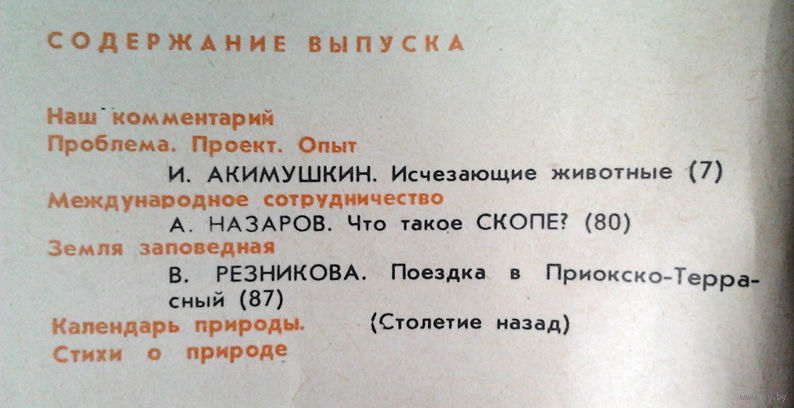 СОДЕРЖАНИЕ ВЫПУСКА
Наш комментарий
Проблема. Проект. Опыт
И. АКИМУШКИН. Исчезающие животные (7)
Международное сотрудничество
А. НАЗАРОВ. Что такое СКОПЕ? (80)
Земля заповедная
В. РЕЗНИКОВА. Поездка в Приокско-Терра-
сный (87)
Календарь природы. (Столетие назад)
Стихи о природе